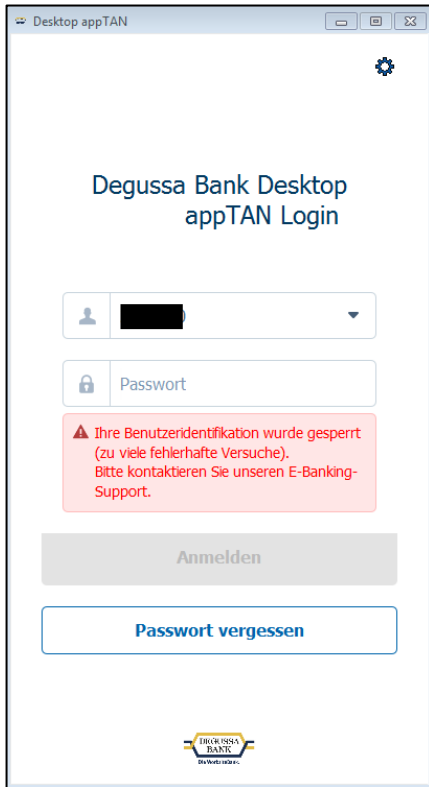 Desktop appTAN
Degussa Bank Desktop
appTAN Login
Passwort
Ihre Benutzeridentifikation wurde gesperrt
(zu viele fehlerhafte Versuche).
Bitte kontaktieren Sie unseren E-Banking-
Support.
Anmelden
Passwort vergessen
DEGUSSA
BANK